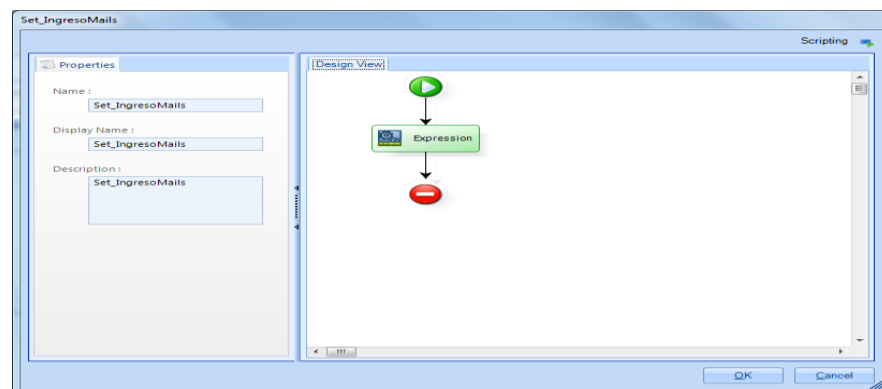 Set_IngresoMails
Scripting
Properties
Design View
Name :
Set_IngresoMails
Display Name :
Set_IngresoMails
Description :
Set_IngresoMails
Expression
OK
Cancel